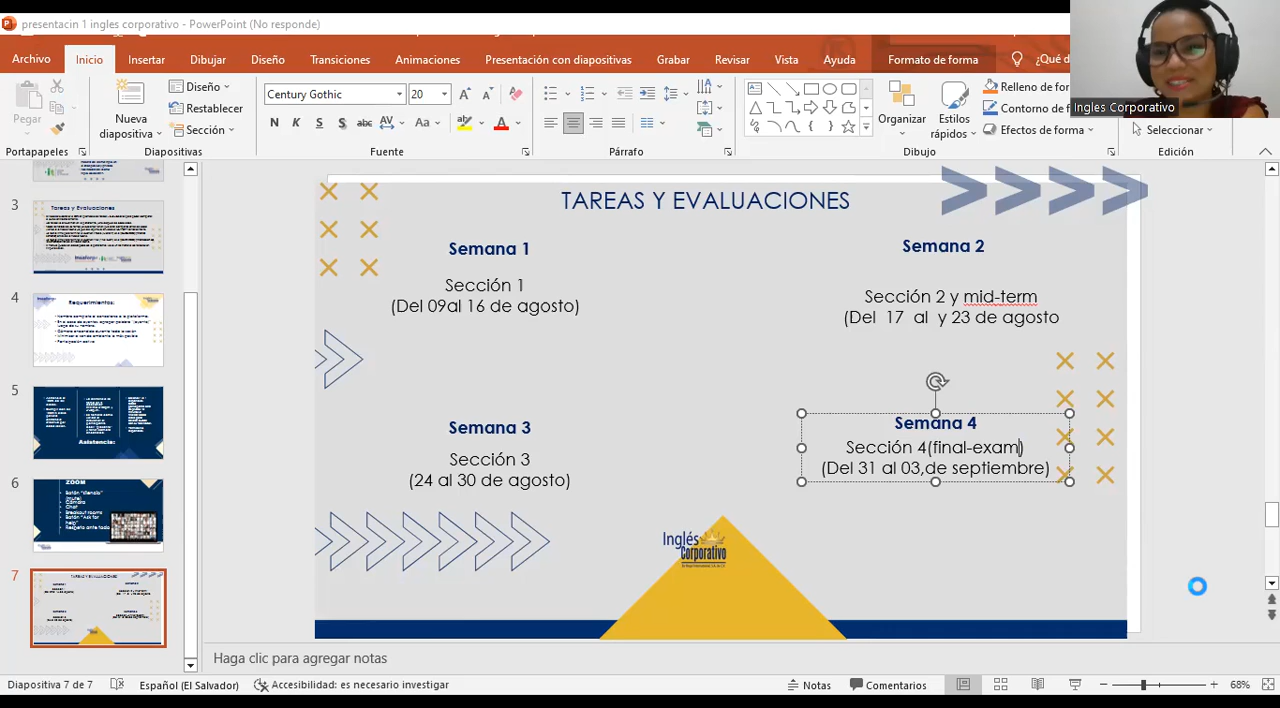 presentacin 1 ingles corporativo - PowerPoint (No responde)
Archivo Inicio Insertar Dibujar Diseño Transiciones Animaciones Presentación con diapositivas Grabar Revisar Vista Ayuda Formato de forma ¿Qué d
Ingles Corporativo
Pegar
Nueva
diapositiva
Diseño
Restablecer
Sección
Century Gothic 20
N K S S abc AV Aa A
Organizar
Estilos
rápidos
Relleno de for
Contorno de f
Efectos de forma
Seleccionar
Portapapeles Diapositivas Fuente Párrafo Dibujo Edición
3
Tareas y Evaluaciones
4
Requerimientos:
5
Asistencia:
6
ZOOM
Cámara
Chat
Breakout rooms
7
TAREAS Y EVALUACIONES
TAREAS Y EVALUACIONES
Semana 1
Sección 1
(Del 09al 16 de agosto)
Semana 2
Sección 2 y mid-term
(Del 17 al y 23 de agosto
Semana 3
Sección 3
(24 al 30 de agosto)
Semana 4
Sección 4(final-exam)
(Del 31 al 03,de septiembre)
Inglés
Corporativo
Haga clic para agregar notas
Diapositiva 7 de 7 Español (El Salvador) Accesibilidad: es necesario investigar Notas Comentarios 68%